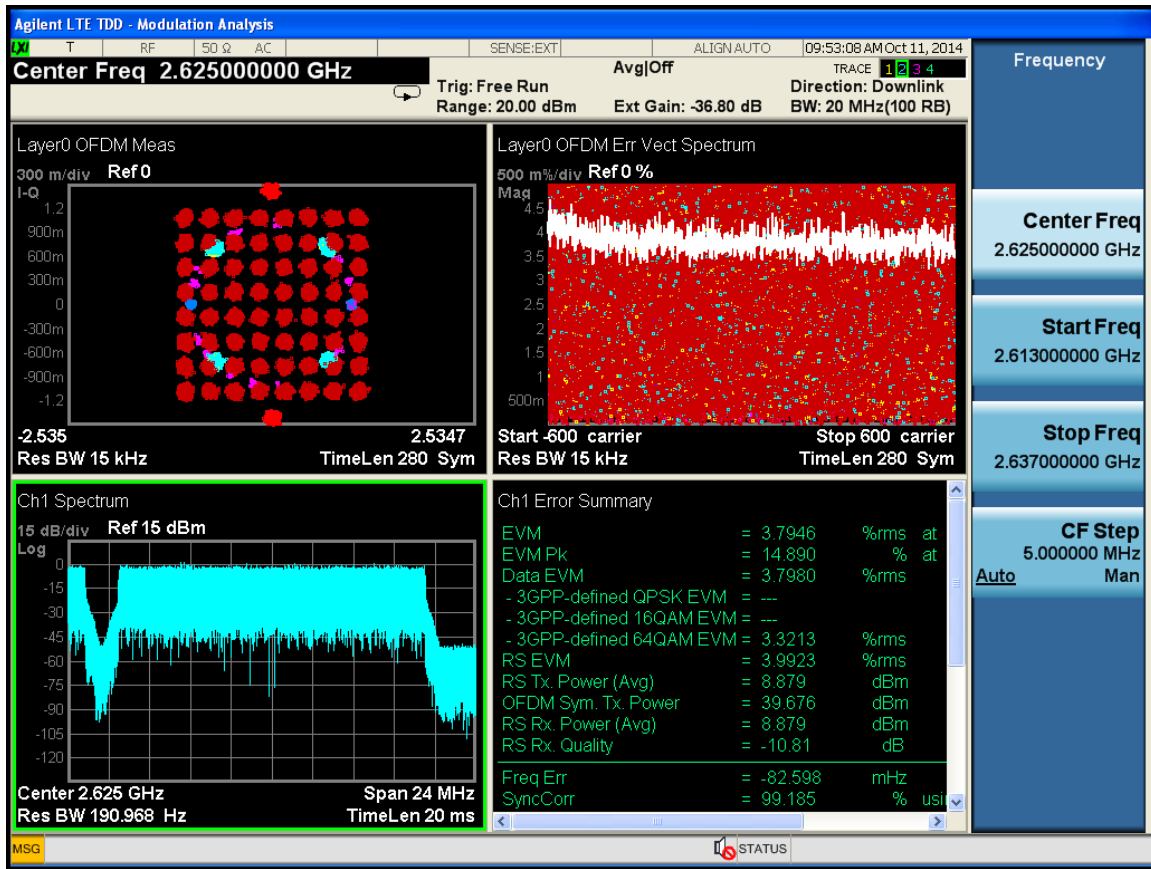 Agilent LTE TDD - Modulation Analysis
LXI T RF 50 Ω AC SENSE:EXT ALIGN AUTO 09:53:08 AM Oct 11, 2014
Center Freq 2.625000000 GHz
Avg|Off
TRACE 1 2 3 4
Trig: Free Run
Direction: Downlink
Range: 20.00 dBm Ext Gain: -36.80 dB BW: 20 MHz(100 RB)
Layer0 OFDM Meas
300 m/div Ref 0
I-Q
1.2
900m
600m
300m
0
-300m
-600m
-900m
-1.2
-2.535 2.5347
Res BW 15 kHz TimeLen 280 Sym
Layer0 OFDM Err Vect Spectrum
500 m%/div Ref 0 %
Mag
4.5
4
3.5
3
2.5
2
1.5
1
500m
Start -600 carrier Stop 600 carrier
Res BW 15 kHz TimeLen 280 Sym
Ch1 Spectrum
15 dB/div Ref 15 dBm
Log
0
-15
-30
-45
-60
-75
-90
-105
-120
Center 2.625 GHz Span 24 MHz
Res BW 190.968 Hz TimeLen 20 ms
Ch1 Error Summary
EVM = 3.7946 %rms at
EVM Pk = 14.890 % at
Data EVM = 3.7980 %rms
- 3GPP-defined QPSK EVM = ---
- 3GPP-defined 16QAM EVM = ---
- 3GPP-defined 64QAM EVM = 3.3213 %rms
RS EVM = 3.9923 %rms
RS Tx. Power (Avg) = 8.879 dBm
OFDM Sym. Tx. Power = 39.676 dBm
RS Rx. Power (Avg) = 8.879 dBm
RS Rx. Quality = -10.81 dB
Freq Err = -82.598 mHz
SyncCorr = 99.185 % usi
Frequency
Center Freq
2.625000000 GHz
Start Freq
2.613000000 GHz
Stop Freq
2.637000000 GHz
CF Step
5.000000 MHz
Auto Man
MSG STATUS